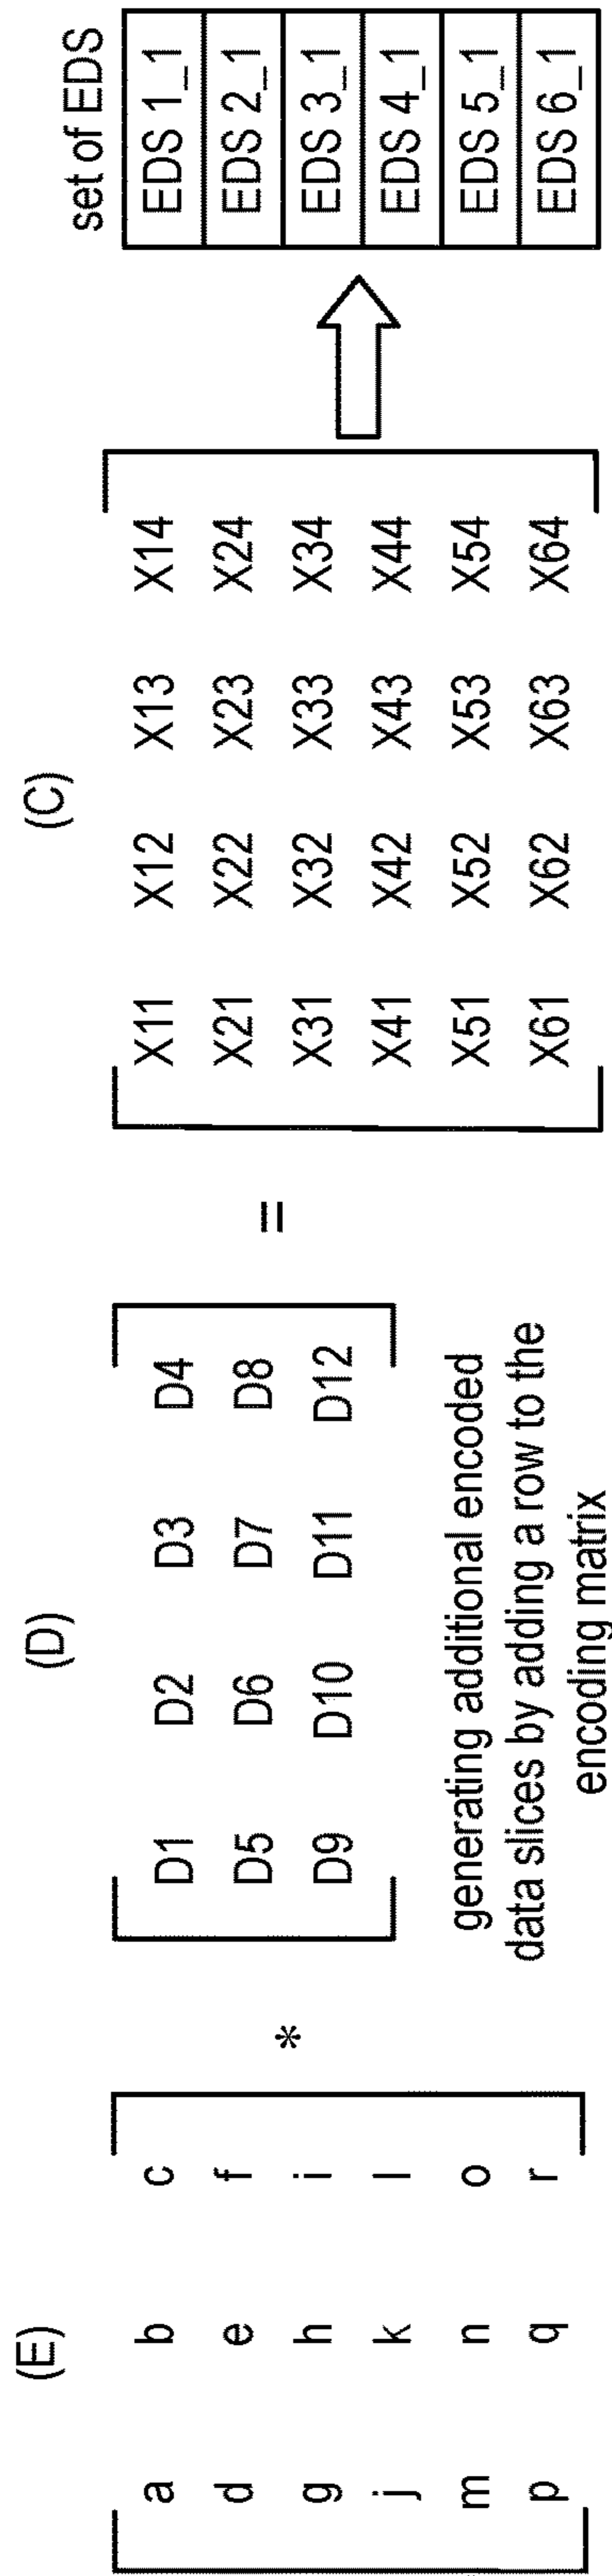 (E)
a b c
d e f
g h i
j k l
m n o
p q r
*
(D)
D1 D2 D3 D4
D5 D6 D7 D8
D9 D10 D11 D12
generating additional encoded
data slices by adding a row to the
encoding matrix
=
(C)
X11 X12 X13 X14
X21 X22 X23 X24
X31 X32 X33 X34
X41 X42 X43 X44
X51 X52 X53 X54
X61 X62 X63 X64
set of EDS
EDS 1_1
EDS 2_1
EDS 3_1
EDS 4_1
EDS 5_1
EDS 6_1